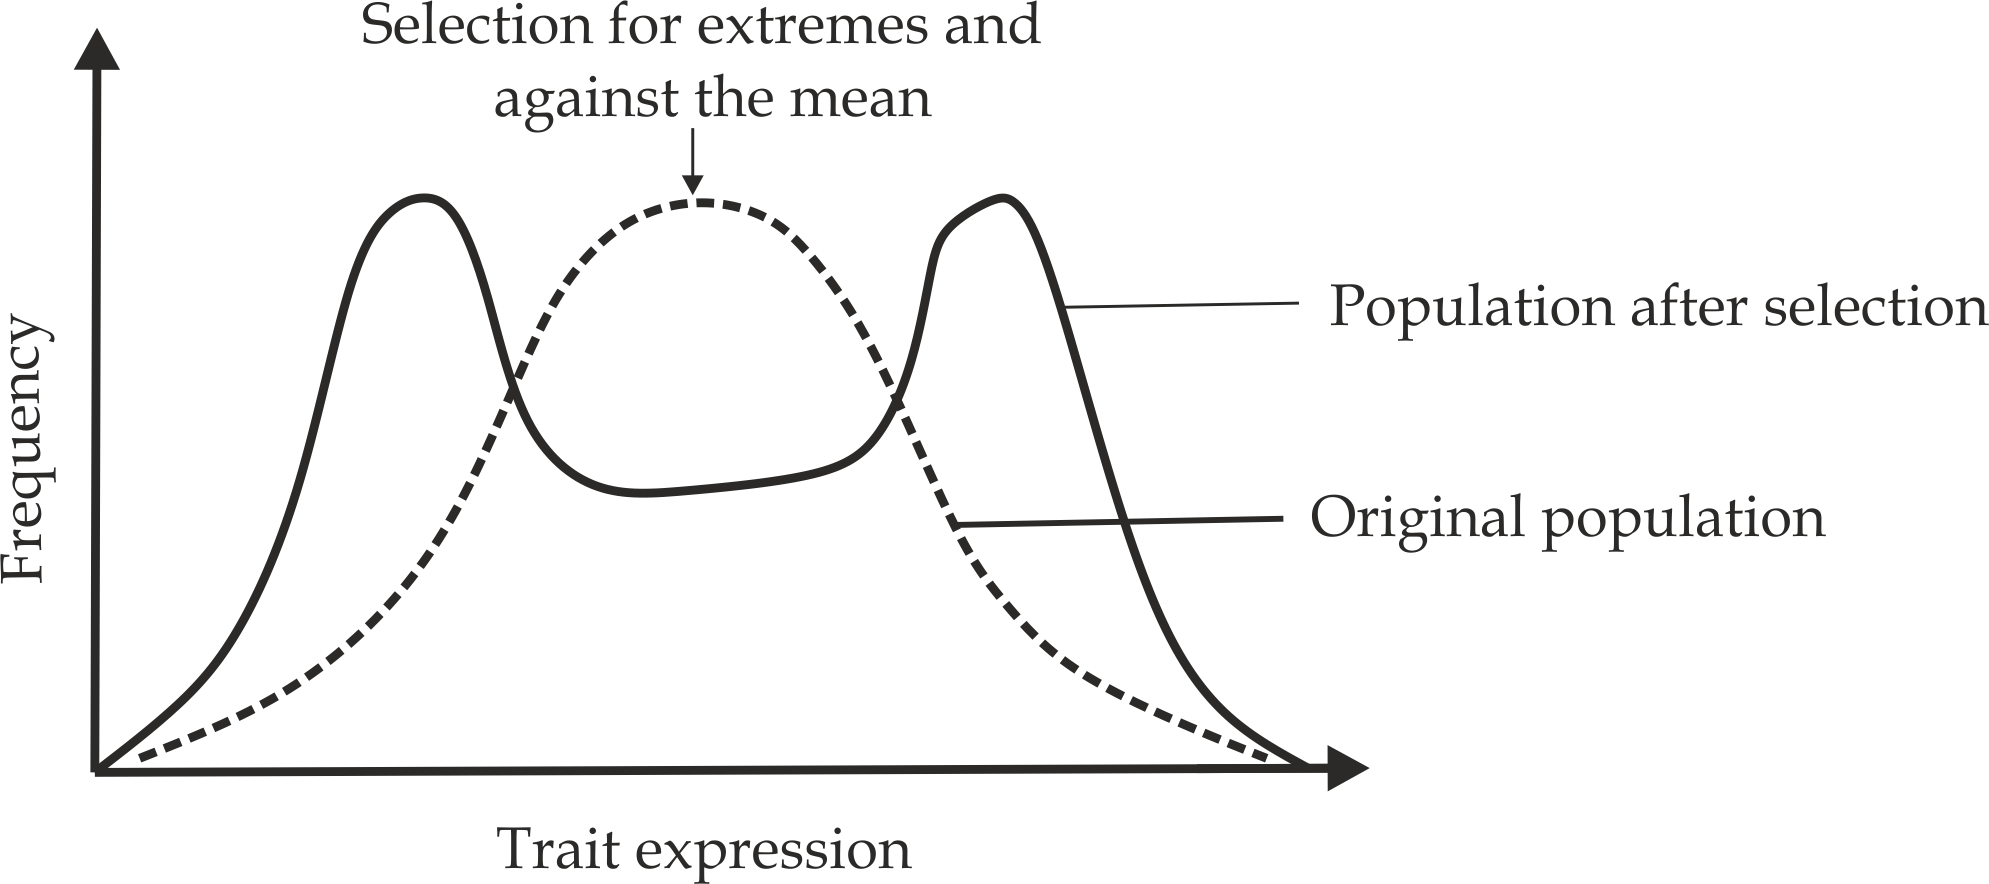 Selection for extremes and
against the mean
Population after selection
Original population
Frequency
Trait expression